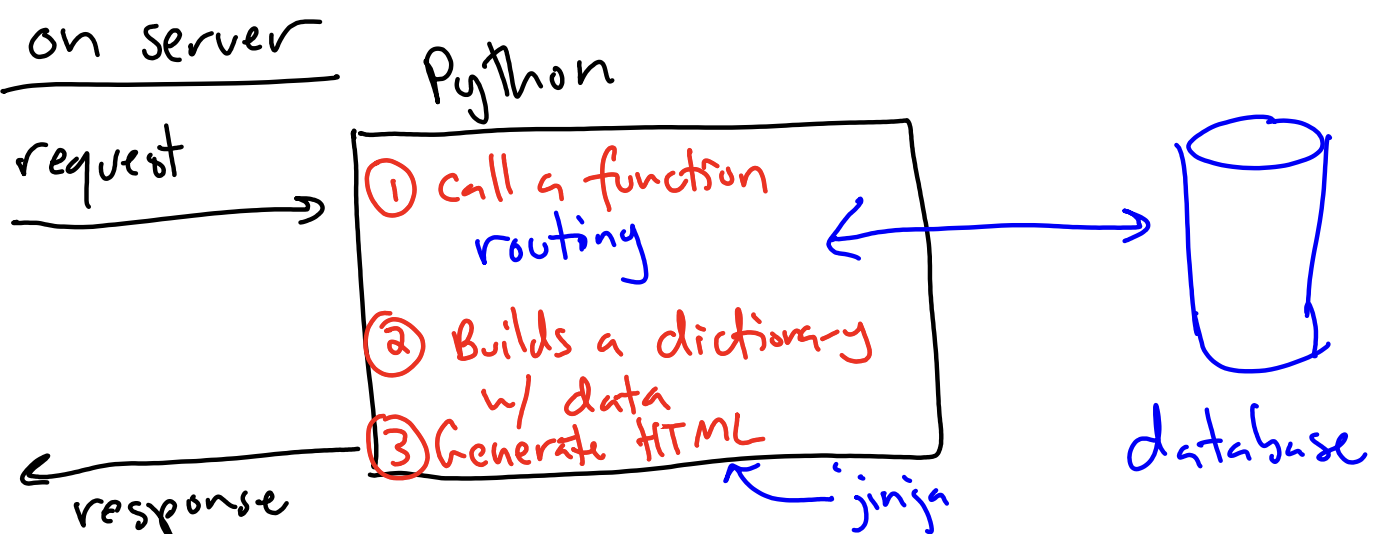 on server
Python
request
① call a function
routing
② Builds a dictionary
w/ data
③ Generate HTML
database
response
jinja